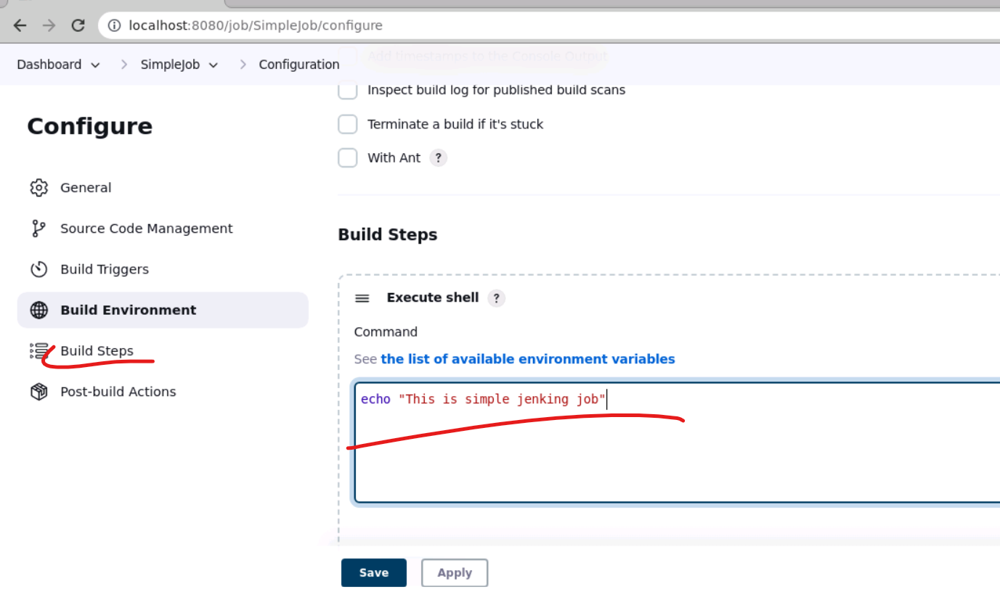 localhost:8080/job/SimpleJob/configure
Dashboard > SimpleJob > Configuration
Add timestamps to the Console Output
Inspect build log for published build scans
Terminate a build if it's stuck
With Ant ?
Configure
General
Source Code Management
Build Triggers
Build Environment
Build Steps
Post-build Actions
Build Steps
Execute shell ?
Command
See the list of available environment variables
echo "This is simple jenking job"
Save
Apply